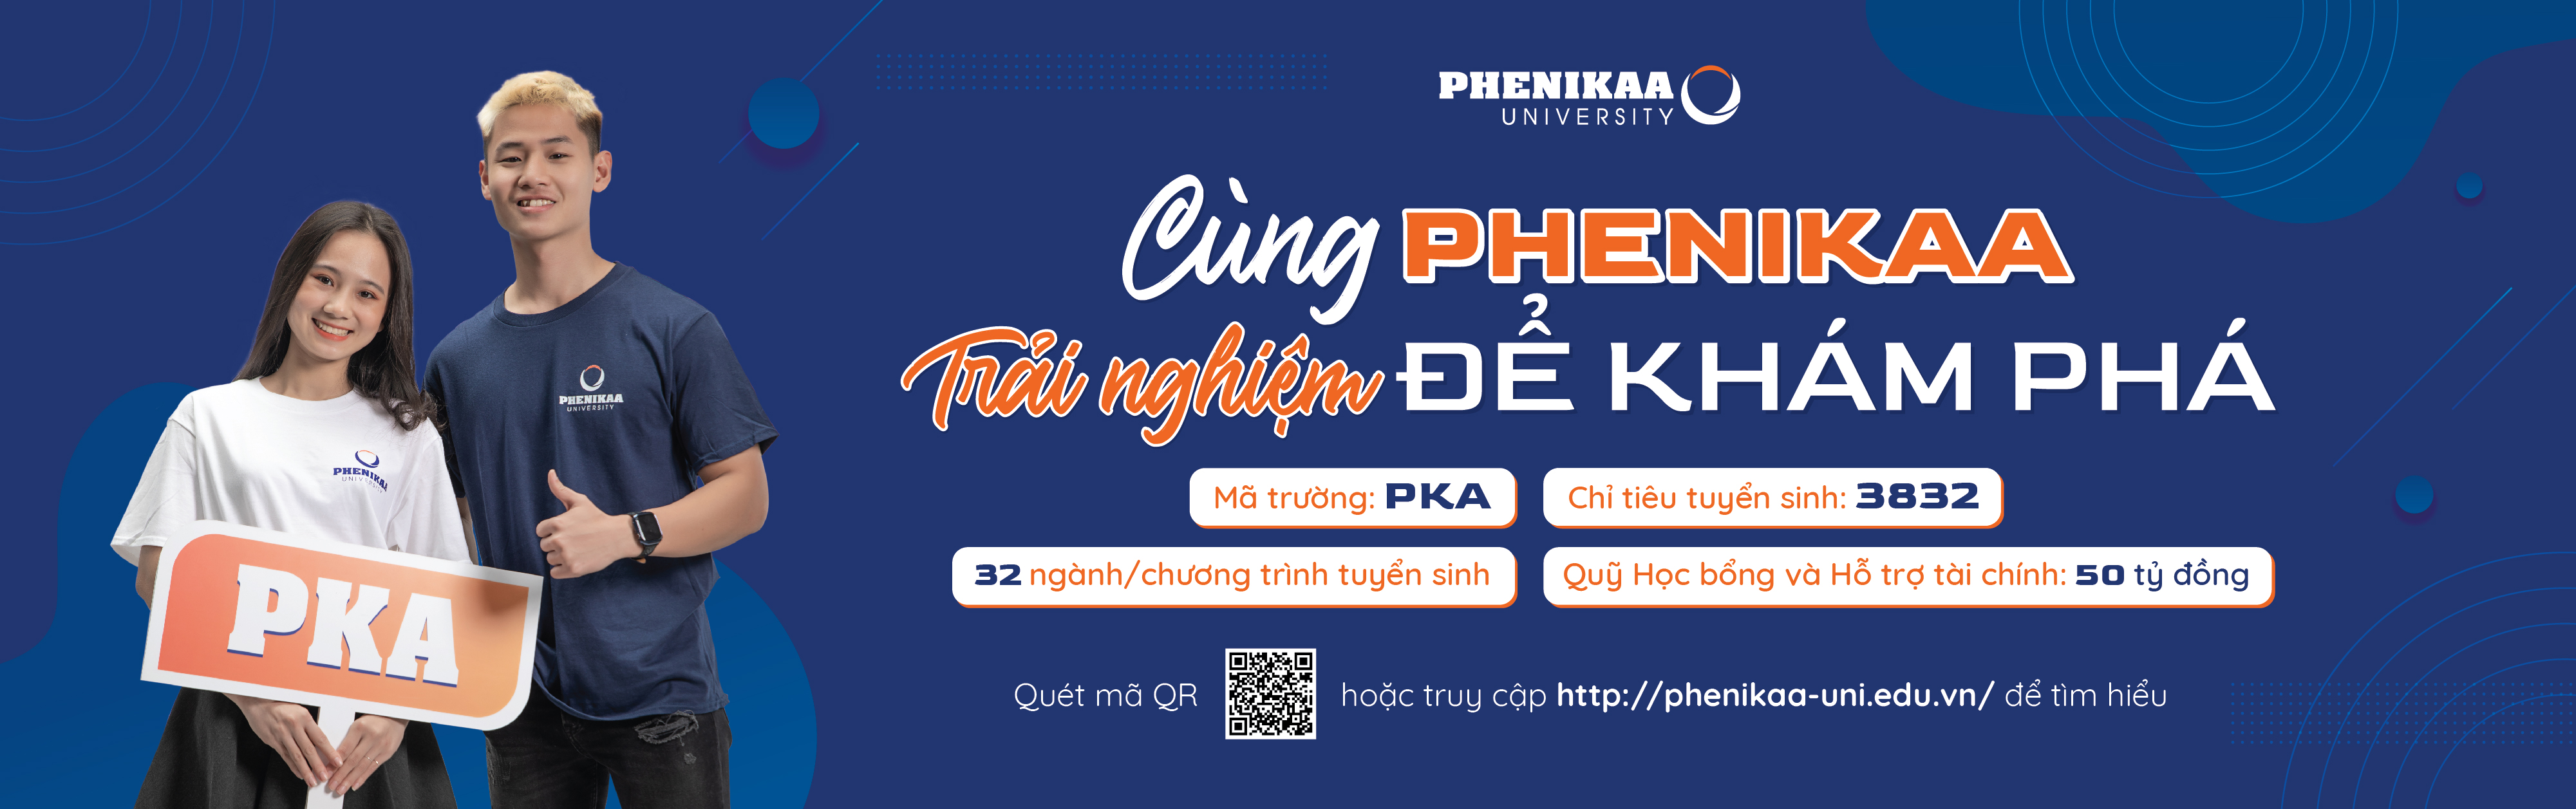 PHENIKAA
UNIVERSITY
Cùng PHENIKAA
Trải nghiệm ĐỂ KHÁM PHÁ
Mã trường: PKA
Chỉ tiêu tuyển sinh: 3832
32 ngành/chương trình tuyển sinh
Quỹ Học bổng và Hỗ trợ tài chính: 50 tỷ đồng
Quét mã QR hoặc truy cập http://phenikaa-uni.edu.vn/ để tìm hiểu
PHENIKAA
UNIVERSITY
PHENIKAA
UNIVERSITY
PKA